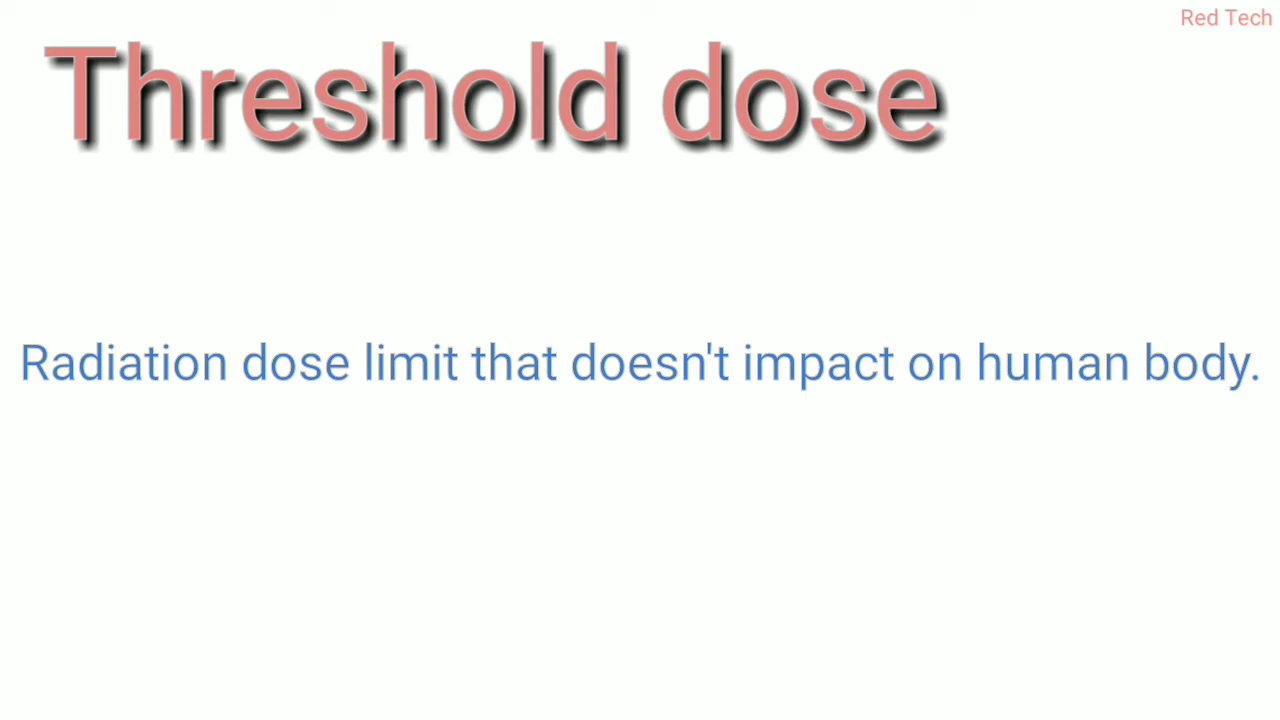 Red Tech
Threshold dose
Radiation dose limit that doesn't impact on human body.